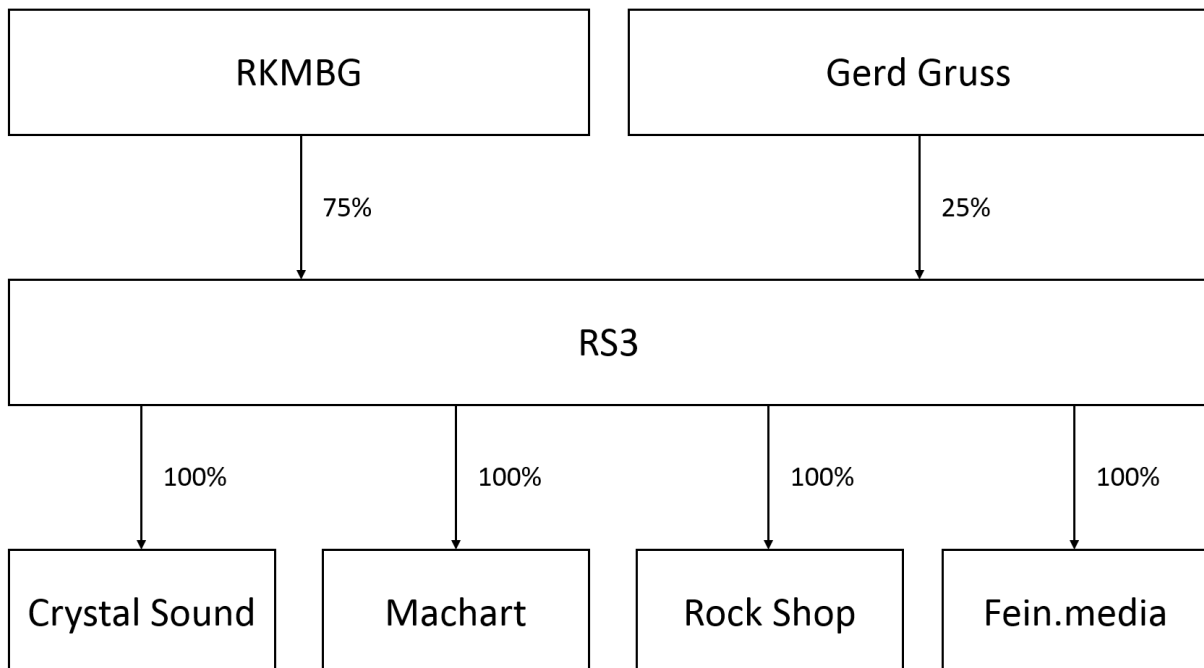 RKMBG
Gerd Gruss
75%
25%
RS3
100%
100%
100%
100%
Crystal Sound
Machart
Rock Shop
Fein.media